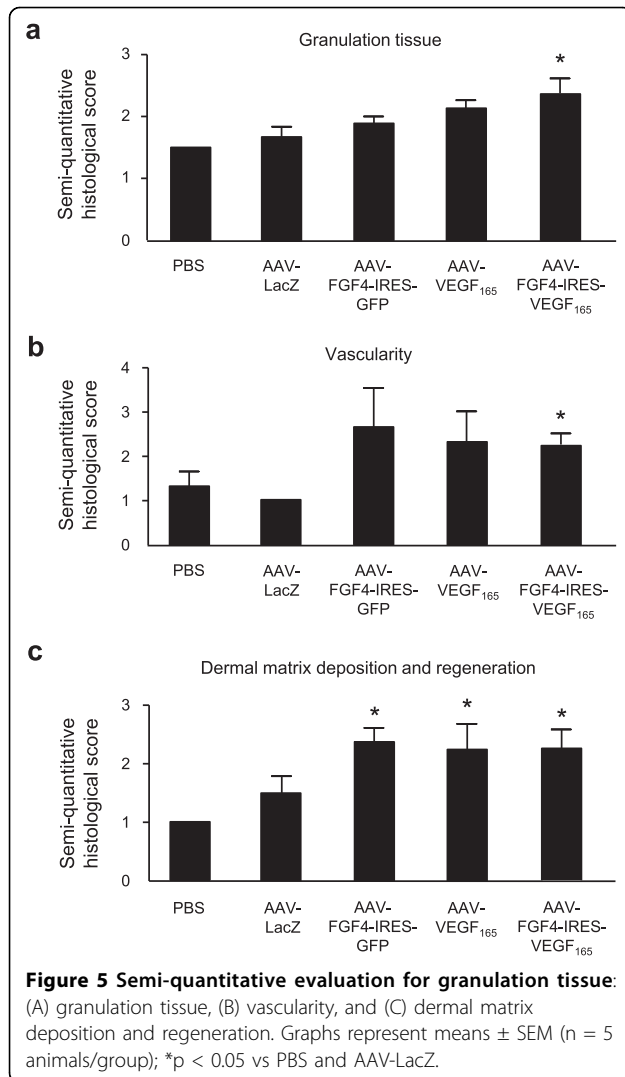 a
Granulation tissue
Semi-quantitative
histological score
3
2
1
0
*
PBS
AAV-
LacZ
AAV-
FGF4-IRES-
GFP
AAV-
VEGF₁₆₅
AAV-
FGF4-IRES-
VEGF₁₆₅
b
Vascularity
Semi-quantitative
histological score
4
3
2
1
0
*
PBS
AAV-
LacZ
AAV-
FGF4-IRES-
GFP
AAV-
VEGF₁₆₅
AAV-
FGF4-IRES-
VEGF₁₆₅
c
Dermal matrix deposition and regeneration
Semi-quantitative
histological score
3
2
1
0
*
*
*
PBS
AAV-
LacZ
AAV-
FGF4-IRES-
GFP
AAV-
VEGF₁₆₅
AAV-
FGF4-IRES-
VEGF₁₆₅
Figure 5 Semi-quantitative evaluation for granulation tissue:
(A) granulation tissue, (B) vascularity, and (C) dermal matrix
deposition and regeneration. Graphs represent means ± SEM (n = 5
animals/group); *p < 0.05 vs PBS and AAV-LacZ.